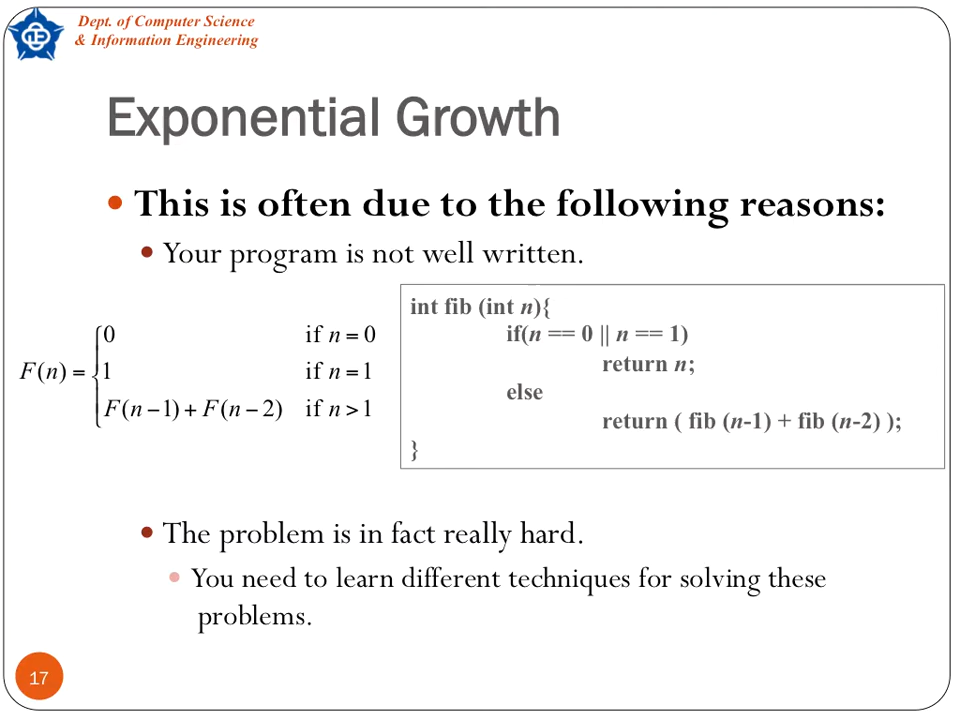 Dept. of Computer Science
& Information Engineering
Exponential Growth
• This is often due to the following reasons:
• Your program is not well written.
F(n) = {0 if n = 0
1 if n = 1
F(n − 1) + F(n − 2) if n > 1
int fib (int n){
if(n == 0 || n == 1)
return n;
else
return ( fib (n-1) + fib (n-2) );
}
• The problem is in fact really hard.
• You need to learn different techniques for solving these
problems.
17